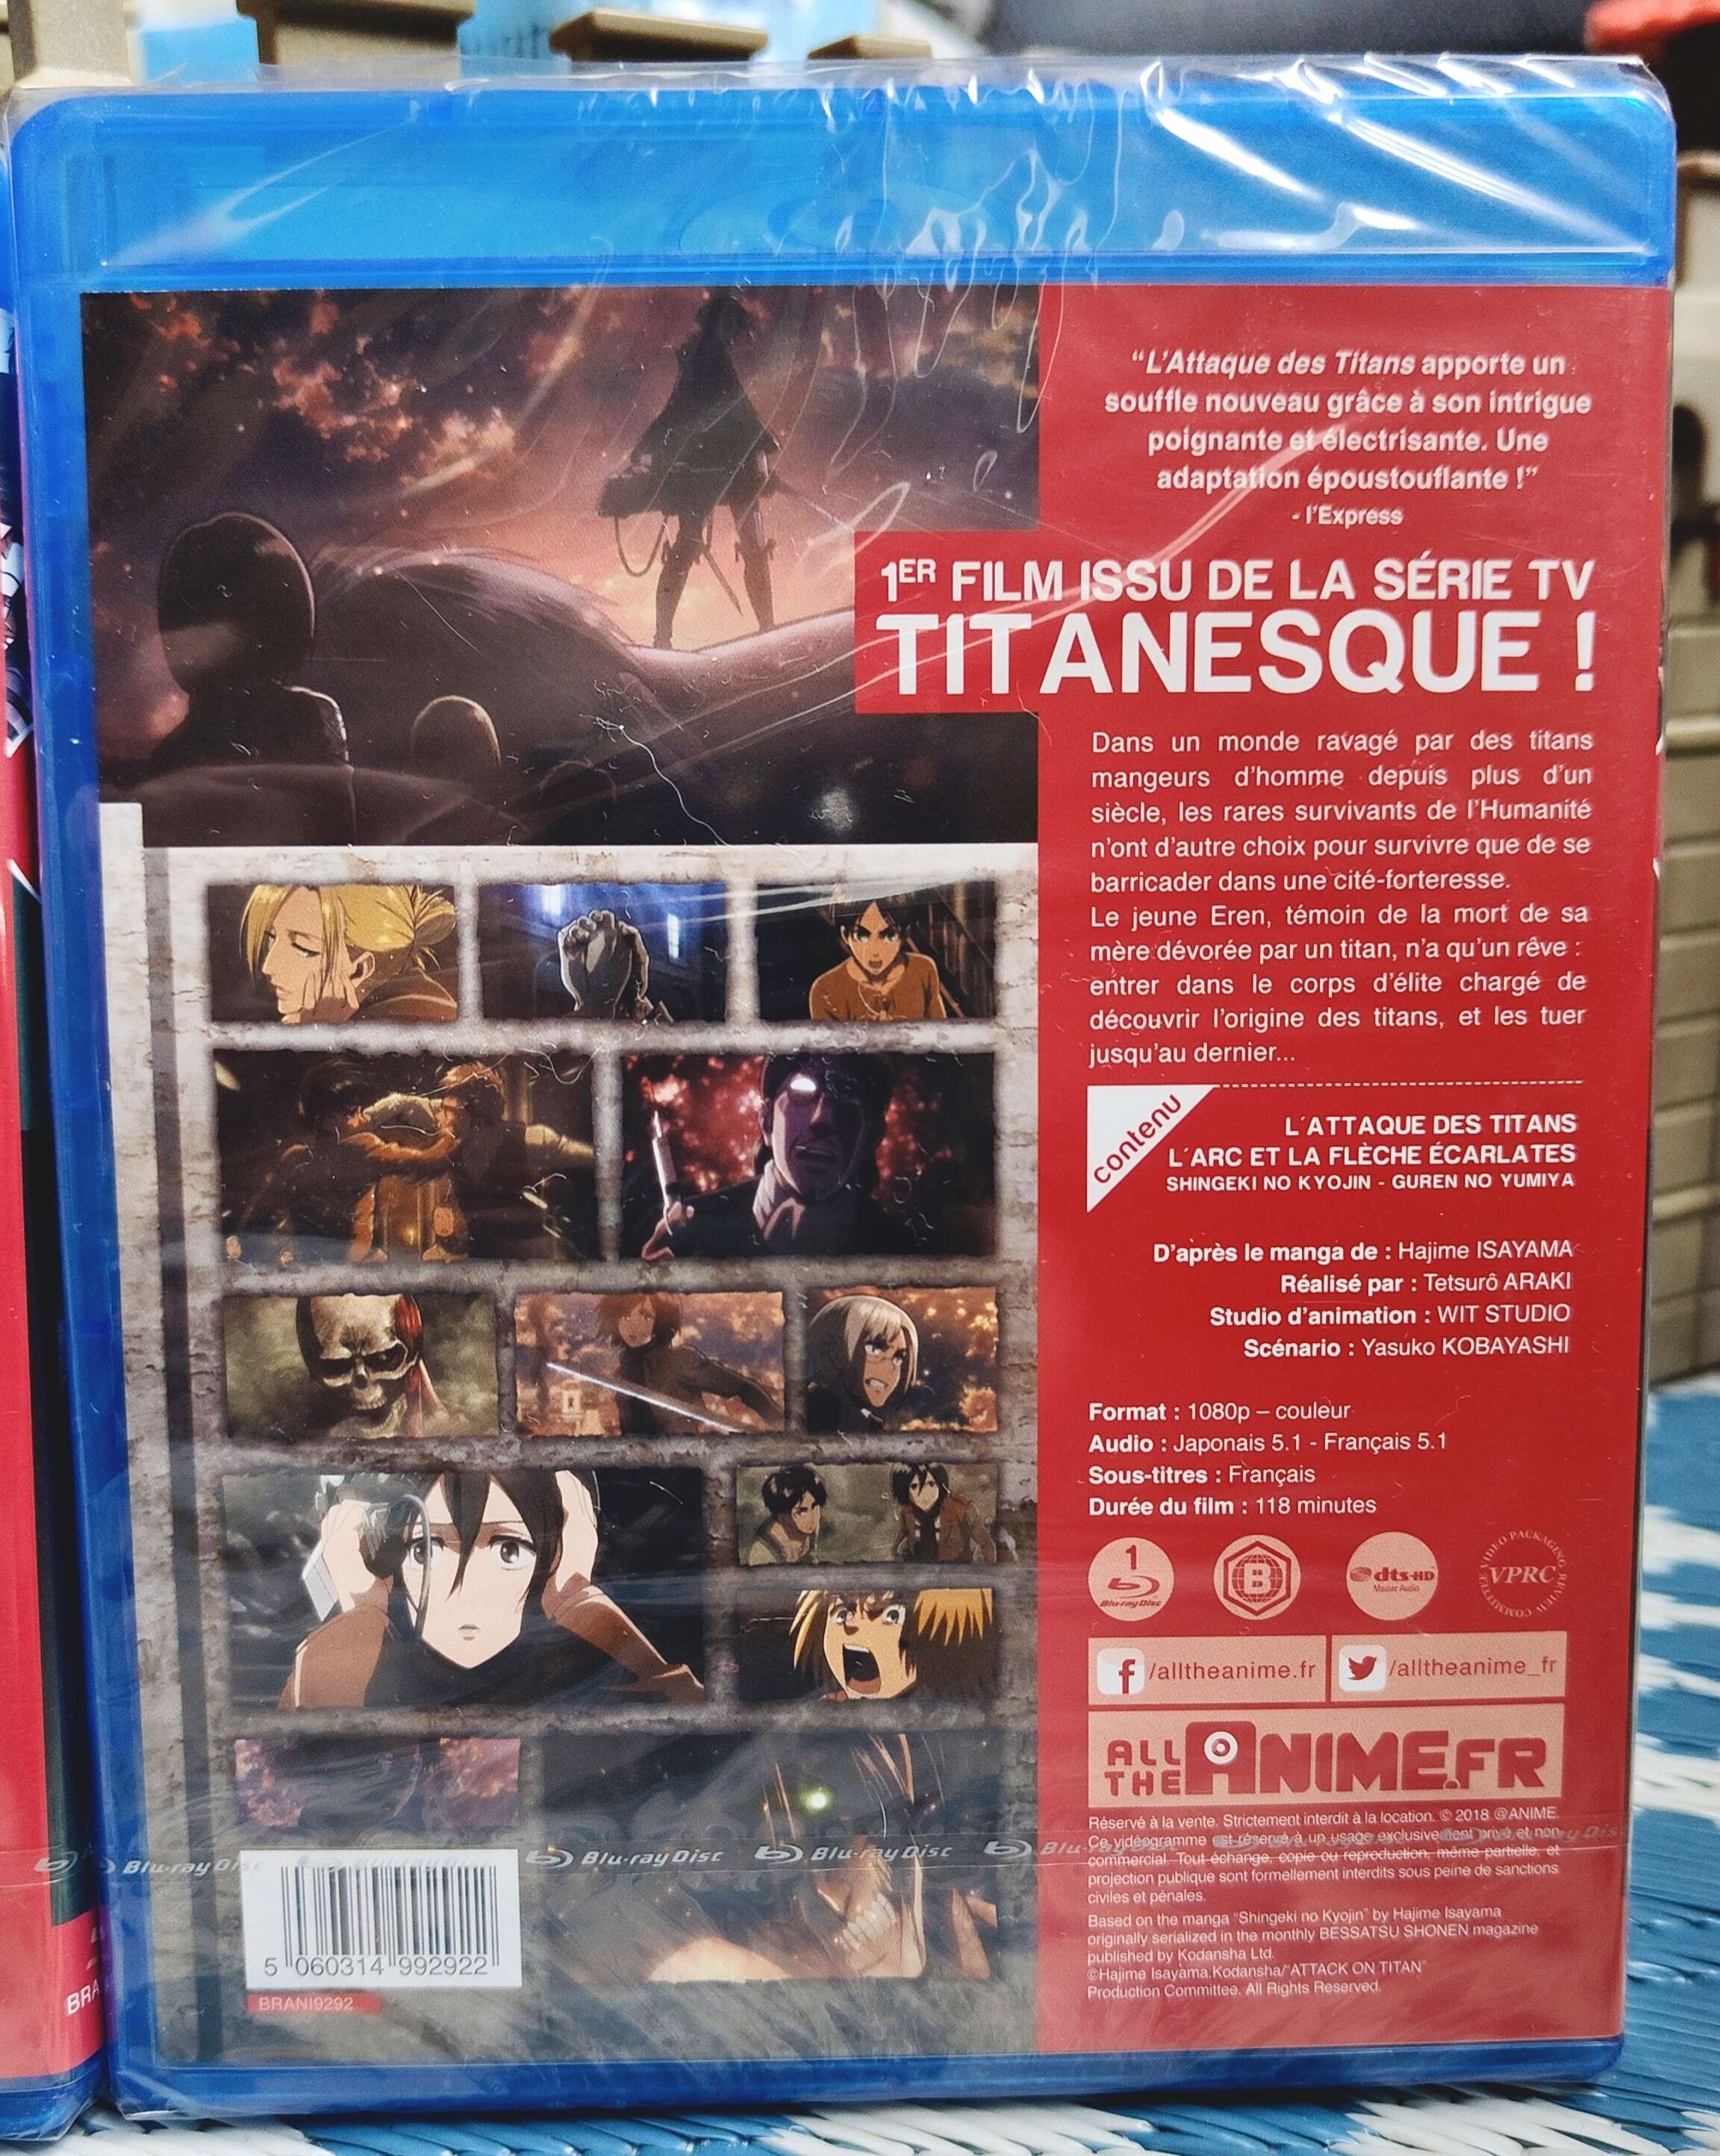 “L’Attaque des Titans apporte un
souffle nouveau grâce à son intrigue
poignante et électrisante. Une
adaptation époustouflante !”
- l’Express
1ER FILM ISSU DE LA SÉRIE TV
TITANESQUE !
Dans un monde ravagé par des titans
mangeurs d’homme depuis plus d’un
siècle, les rares survivants de l’Humanité
n’ont d’autre choix pour survivre que de se
barricader dans une cité-forteresse.
Le jeune Eren, témoin de la mort de sa
mère dévorée par un titan, n’a qu’un rêve :
entrer dans le corps d’élite chargé de
découvrir l’origine des titans, et les tuer
jusqu’au dernier...
contenu
L’ATTAQUE DES TITANS
L’ARC ET LA FLÈCHE ÉCARLATES
SHINGEKI NO KYOJIN - GUREN NO YUMIYA
D’après le manga de : Hajime ISAYAMA
Réalisé par : Tetsurô ARAKI
Studio d’animation : WIT STUDIO
Scénario : Yasuko KOBAYASHI
Format : 1080p – couleur
Audio : Japonais 5.1 - Français 5.1
Sous-titres : Français
Durée du film : 118 minutes
1
Blu-ray Disc
B
dts-HD
Master Audio
VIDEO PACKAGING REVIEW COMMITTEE
VPRC
f /alltheanime.fr
/alltheanime_fr
ALL THE ANIME.FR
Réservé à la vente. Strictement interdit à la location. © 2018 @ANIME.
Ce vidéogramme est réservé à un usage exclusivement privé et non
commercial. Tout échange, copie ou reproduction, même partielle, et
projection publique sont formellement interdits sous peine de sanctions
civiles et pénales.
Based on the manga “Shingeki no Kyojin” by Hajime Isayama
originally serialized in the monthly BESSATSU SHONEN magazine
published by Kodansha Ltd.
©Hajime Isayama.Kodansha/“ATTACK ON TITAN”
Production Committee. All Rights Reserved.
Blu-ray Disc Blu-ray Disc Blu-ray Disc
5 060314 992922
BRANI9292
BRA